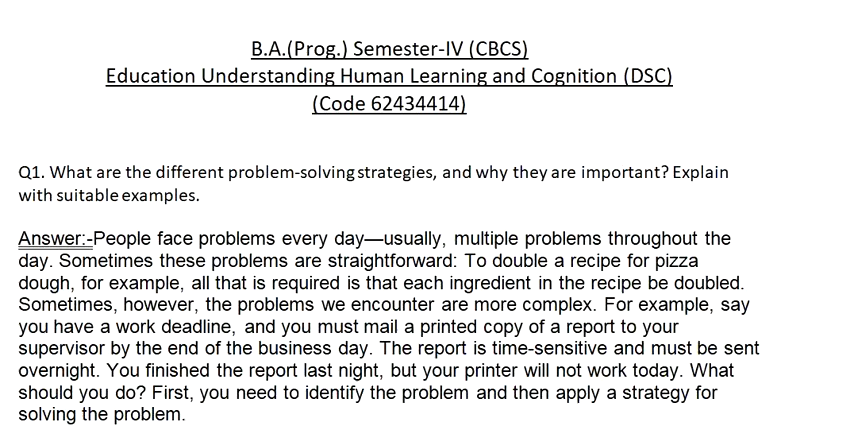 B.A.(Prog.) Semester-IV (CBCS)
Education Understanding Human Learning and Cognition (DSC)
(Code 62434414)
Q1. What are the different problem-solving strategies, and why they are important? Explain
with suitable examples.
Answer:-People face problems every day—usually, multiple problems throughout the
day. Sometimes these problems are straightforward: To double a recipe for pizza
dough, for example, all that is required is that each ingredient in the recipe be doubled.
Sometimes, however, the problems we encounter are more complex. For example, say
you have a work deadline, and you must mail a printed copy of a report to your
supervisor by the end of the business day. The report is time-sensitive and must be sent
overnight. You finished the report last night, but your printer will not work today. What
should you do? First, you need to identify the problem and then apply a strategy for
solving the problem.